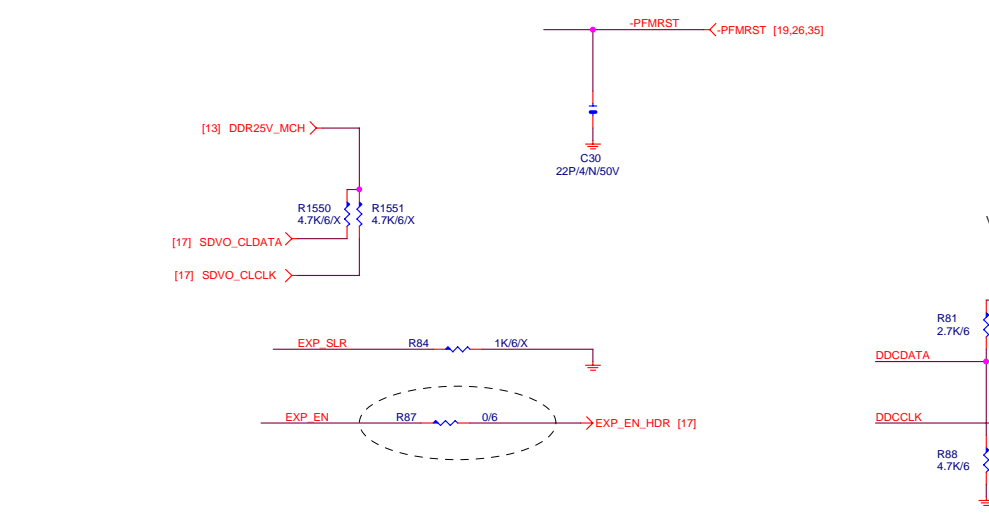 -PFMRST
-PFMRST [19,26,35]
[13] DDR25V_MCH
C30
22P/4/N/50V
R1550
4.7K/6/X
R1551
4.7K/6/X
[17] SDVO_CLDATA
[17] SDVO_CLCLK
R81
2.7K/6
EXP_SLR
R84
1K/6/X
DDCDATA
EXP_EN
R87
0/6
EXP_EN_HDR [17]
DDCCLK
R88
4.7K/6